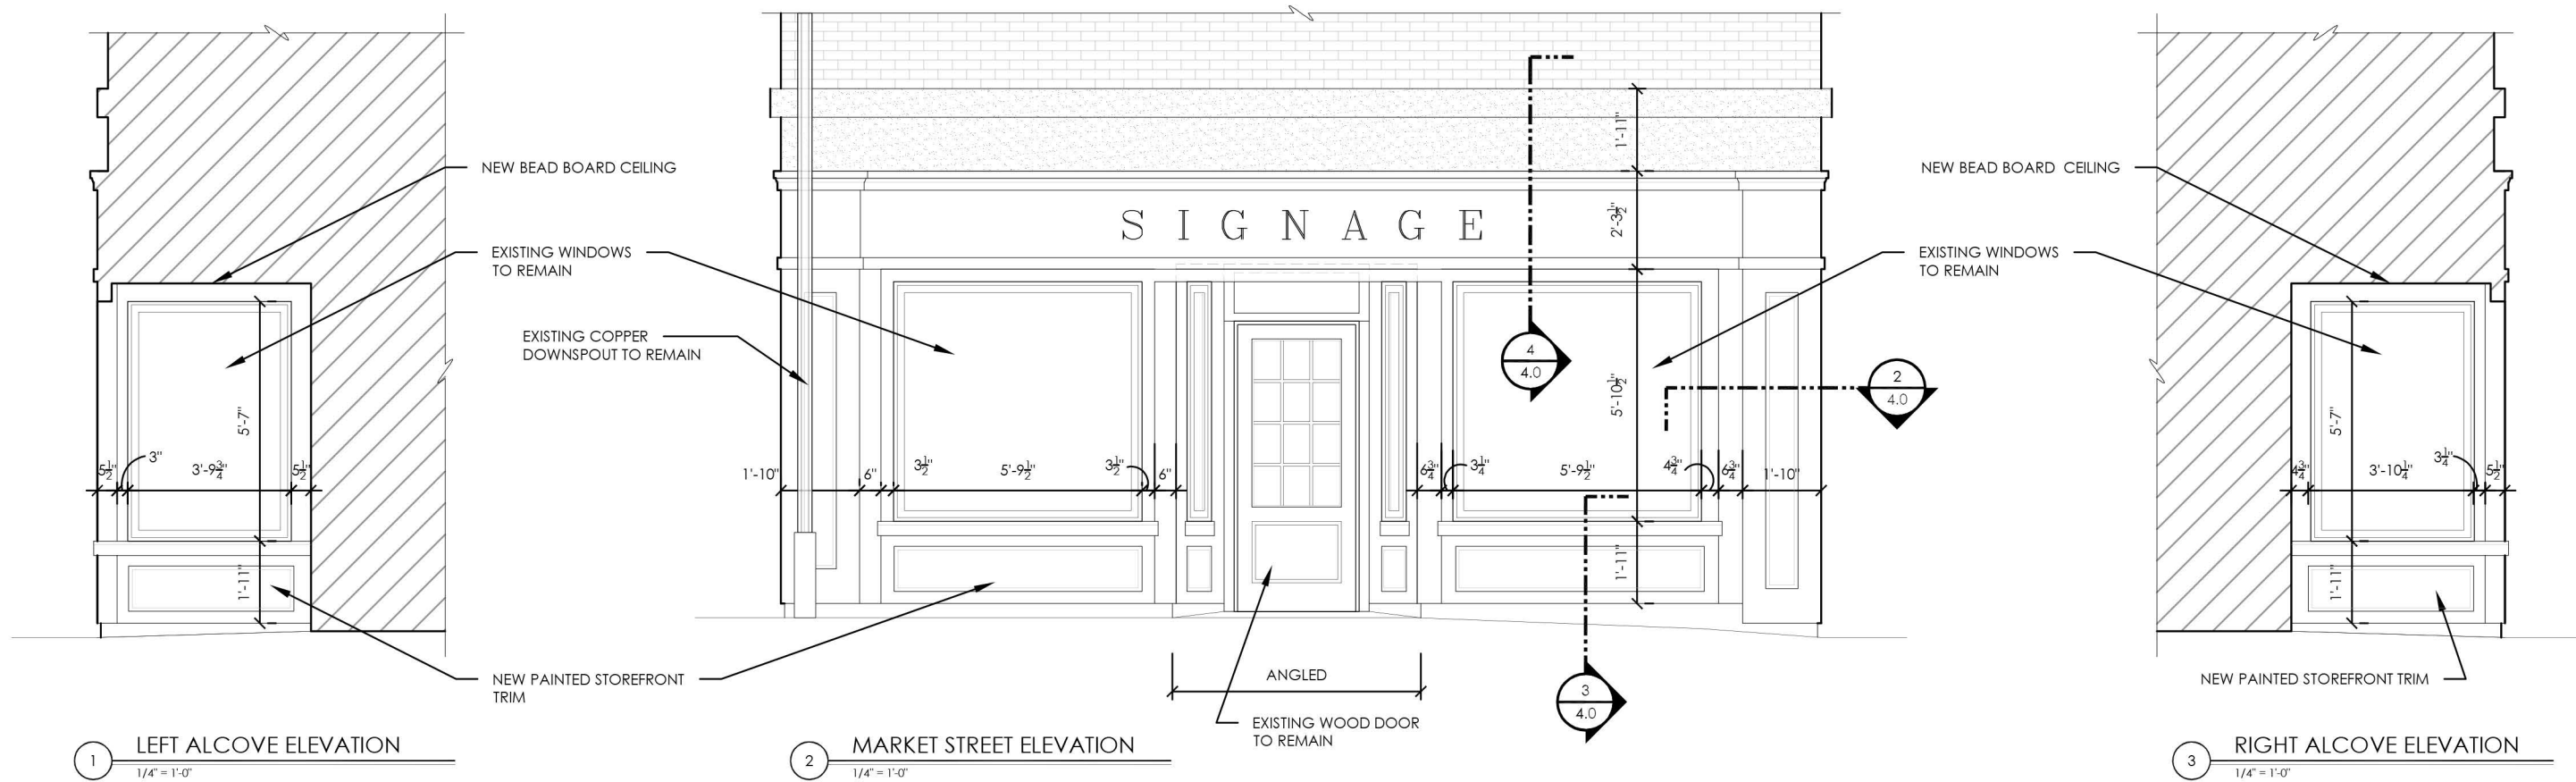 NEW BEAD BOARD CEILING
EXISTING WINDOWS
TO REMAIN
5'-7"
5½"
3"
3'-9¾"
5½"
1'-11"
NEW PAINTED STOREFRONT
TRIM
1
LEFT ALCOVE ELEVATION
1/4" = 1'-0"
SIGNAGE
1'-11"
2'-3½"
EXISTING COPPER
DOWNSPOUT TO REMAIN
4
4.0
5'-10½"
2
4.0
1'-10"
6"
3½"
5'-9½"
3½"
6"
6¾"
3¼"
5'-9½"
4¾"
6¾"
1'-10"
1'-11"
ANGLED
3
4.0
EXISTING WOOD DOOR
TO REMAIN
2
MARKET STREET ELEVATION
1/4" = 1'-0"
NEW BEAD BOARD CEILING
EXISTING WINDOWS
TO REMAIN
5'-7"
4¾"
3'-10¼"
3¼"
5½"
1'-11"
NEW PAINTED STOREFRONT TRIM
3
RIGHT ALCOVE ELEVATION
1/4" = 1'-0"